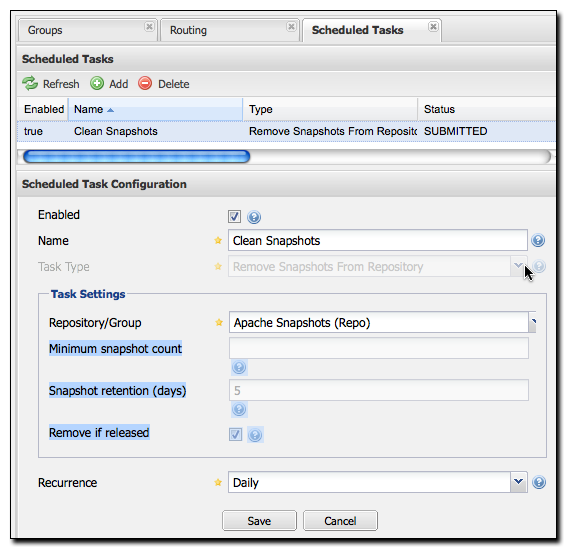 Groups Routing Scheduled Tasks
Scheduled Tasks
Refresh Add Delete
Enabled Name Type Status
true Clean Snapshots Remove Snapshots From Reposito SUBMITTED
Scheduled Task Configuration
Enabled
Name Clean Snapshots
Task Type Remove Snapshots From Repository
Task Settings
Repository/Group Apache Snapshots (Repo)
Minimum snapshot count
Snapshot retention (days) 5
Remove if released
Recurrence Daily
Save Cancel